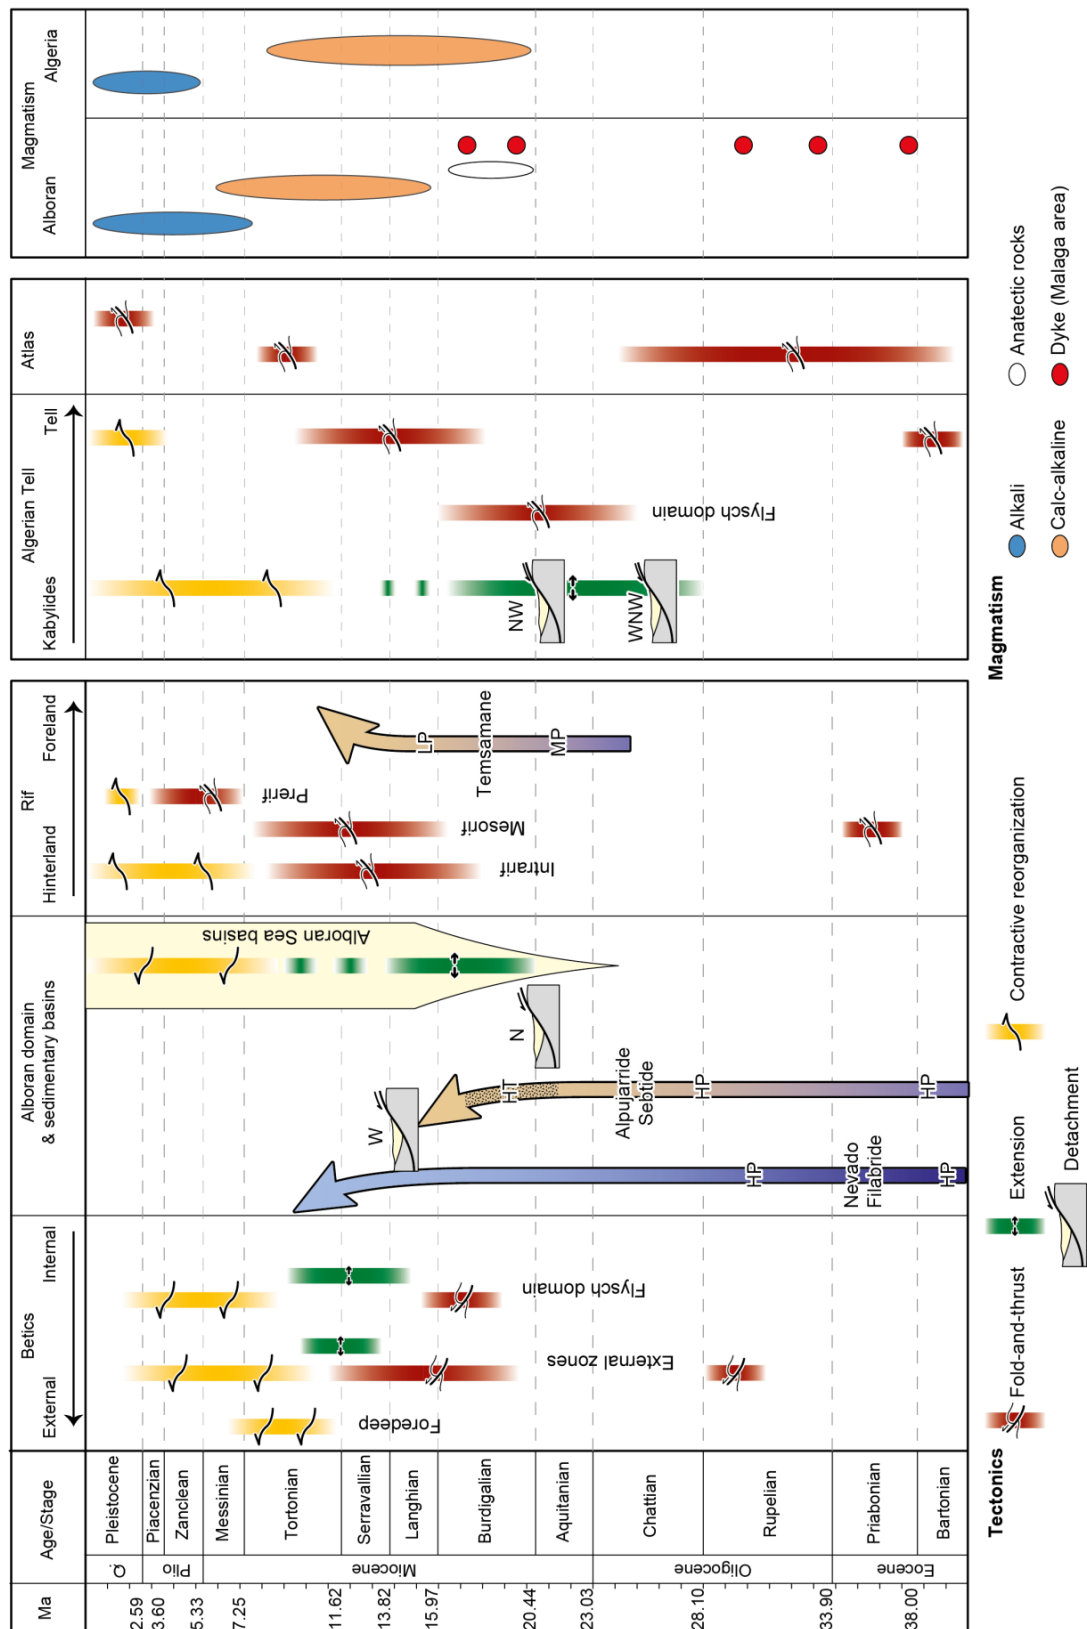 Ma
Age/Stage
Betics
External
Internal
Alboran domain
& sedimentary basins
Rif
Hinterland
Foreland
Algerian Tell
Kabylides
Tell
Atlas
Magmatism
Alboran
Algeria
2.59
3.60
5.33
7.25
11.62
13.82
15.97
20.44
23.03
28.10
33.90
38.00
Q.
Plio
Miocene
Oligocene
Eocene
Pleistocene
Piacenzian
Zanclean
Messinian
Tortonian
Serravallian
Langhian
Burdigalian
Aquitanian
Chattian
Rupelian
Priabonian
Bartonian
Foredeep
External zones
Flysch domain
Nevado
Filabride
HP
HP
W
HT
Alpujarride
Sebtide
HP
HP
N
Alboran Sea basins
Intrarif
Mesorif
Prerif
LP
Temsamane
MP
NW
WNW
Flysch domain
Tectonics
Fold-and-thrust
Extension
Contractive reorganization
Detachment
Magmatism
Alkali
Anatectic rocks
Calc-alkaline
Dyke (Malaga area)